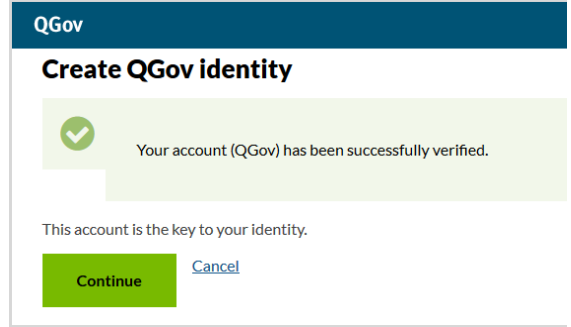 QGov
Create QGov identity
Your account (QGov) has been successfully verified.
This account is the key to your identity.
Continue
Cancel